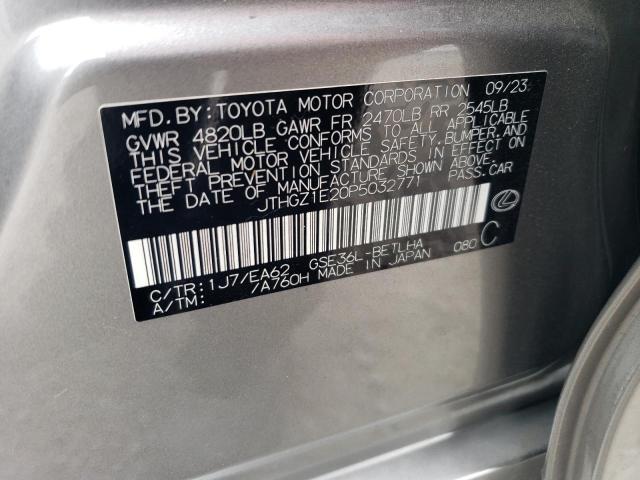 MFD. BY: TOYOTA MOTOR CORPORATION 09/23
GVWR 4820LB GAWR FR 2470LB RR 2545LB
THIS VEHICLE CONFORMS TO ALL APPLICABLE
FEDERAL MOTOR VEHICLE SAFETY, BUMPER, AND
THEFT PREVENTION STANDARDS IN EFFECT ON
THE DATE OF MANUFACTURE SHOWN ABOVE.
JTHGZ1E20P5032771 PASS.CAR
C/TR: 1J7/EA62 GSE36L-BETLHA 080 C
A/TM: /A760H MADE IN JAPAN